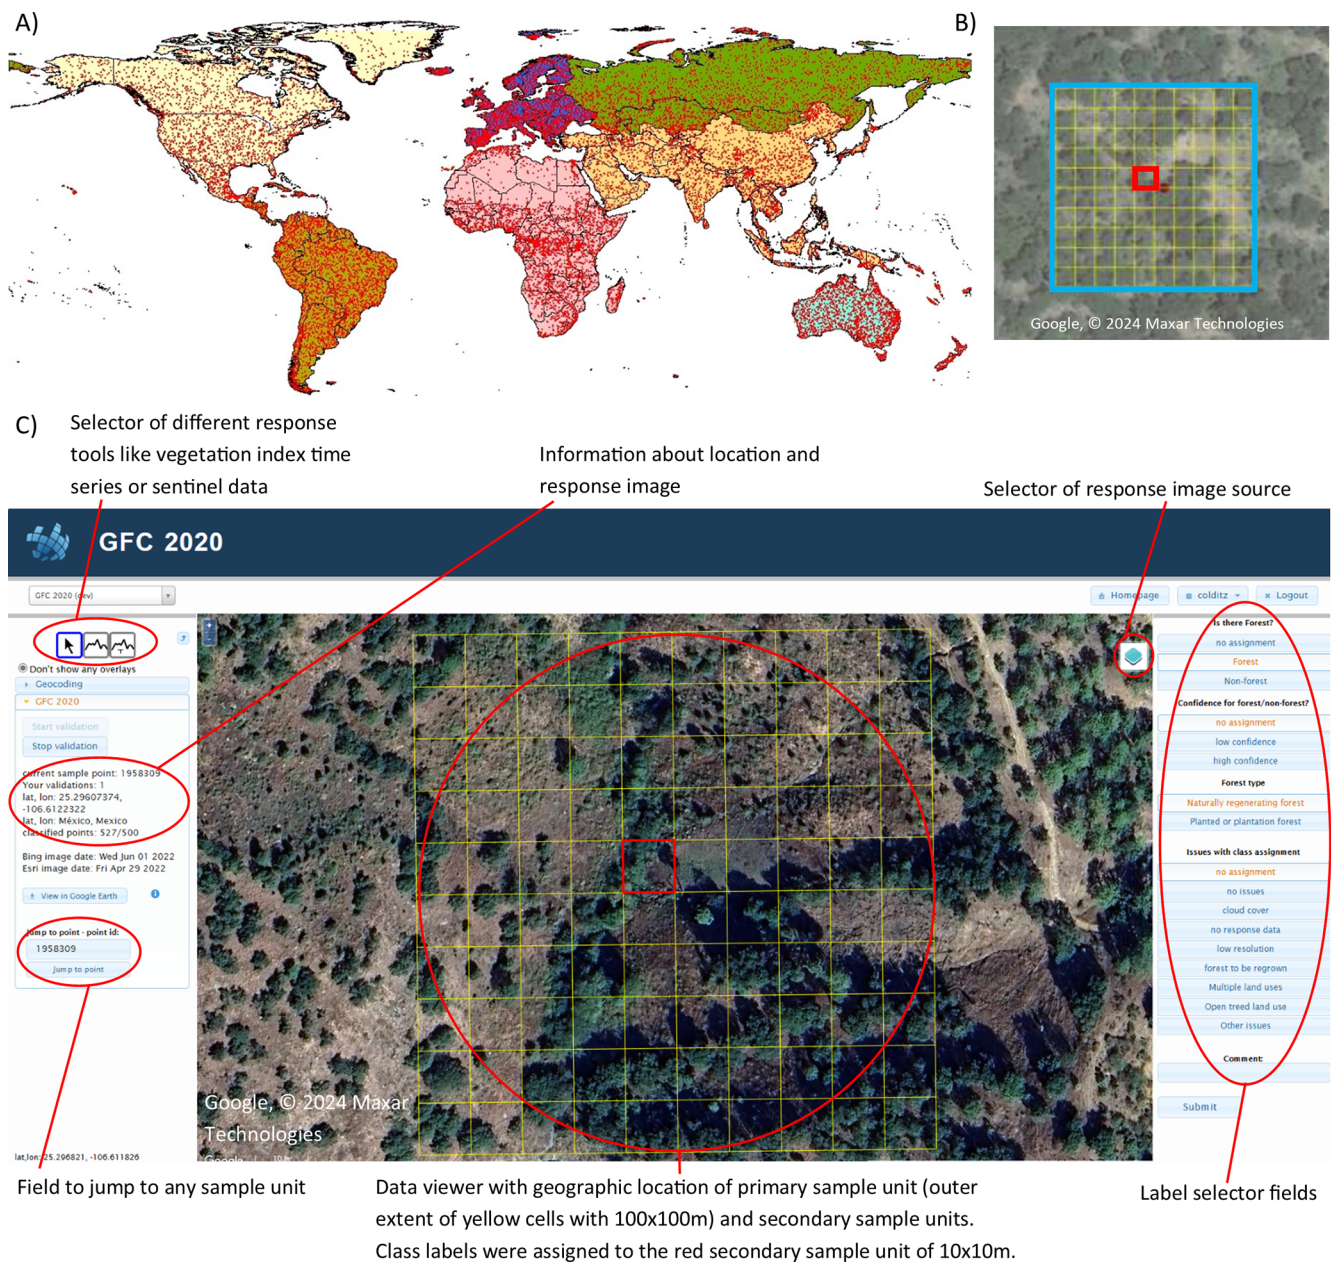 A)
B)
Google, © 2024 Maxar Technologies
C)
Selector of different response
tools like vegetation index time
series or sentinel data
Information about location and
response image
Selector of response image source
GFC 2020
GFC 2020 (dev)
Homepage
colditz
Logout
Don't show any overlays
Geocoding
GFC 2020
Start validation
Stop validation
current sample point: 1958309
Your validations: 1
lat, lon: 25.29607374,
-106.6122322
lat, lon: México, Mexico
classified points: 527/500
Bing image date: Wed Jun 01 2022
Esri image date: Fri Apr 29 2022
View in Google Earth
Jump to point - point id:
1958309
Jump to point
lat,lon: 25.296821, -106.611826
Google, © 2024 Maxar
Technologies
Google
Is there Forest?
no assignment
Forest
Non-forest
Confidence for forest/non-forest?
no assignment
low confidence
high confidence
Forest type
Naturally regenerating forest
Planted or plantation forest
Issues with class assignment
no assignment
no issues
cloud cover
no response data
low resolution
forest to be regrown
Multiple land uses
Open treed land use
Other issues
Comment:
Submit
Field to jump to any sample unit
Data viewer with geographic location of primary sample unit (outer
extent of yellow cells with 100x100m) and secondary sample units.
Class labels were assigned to the red secondary sample unit of 10x10m.
Label selector fields